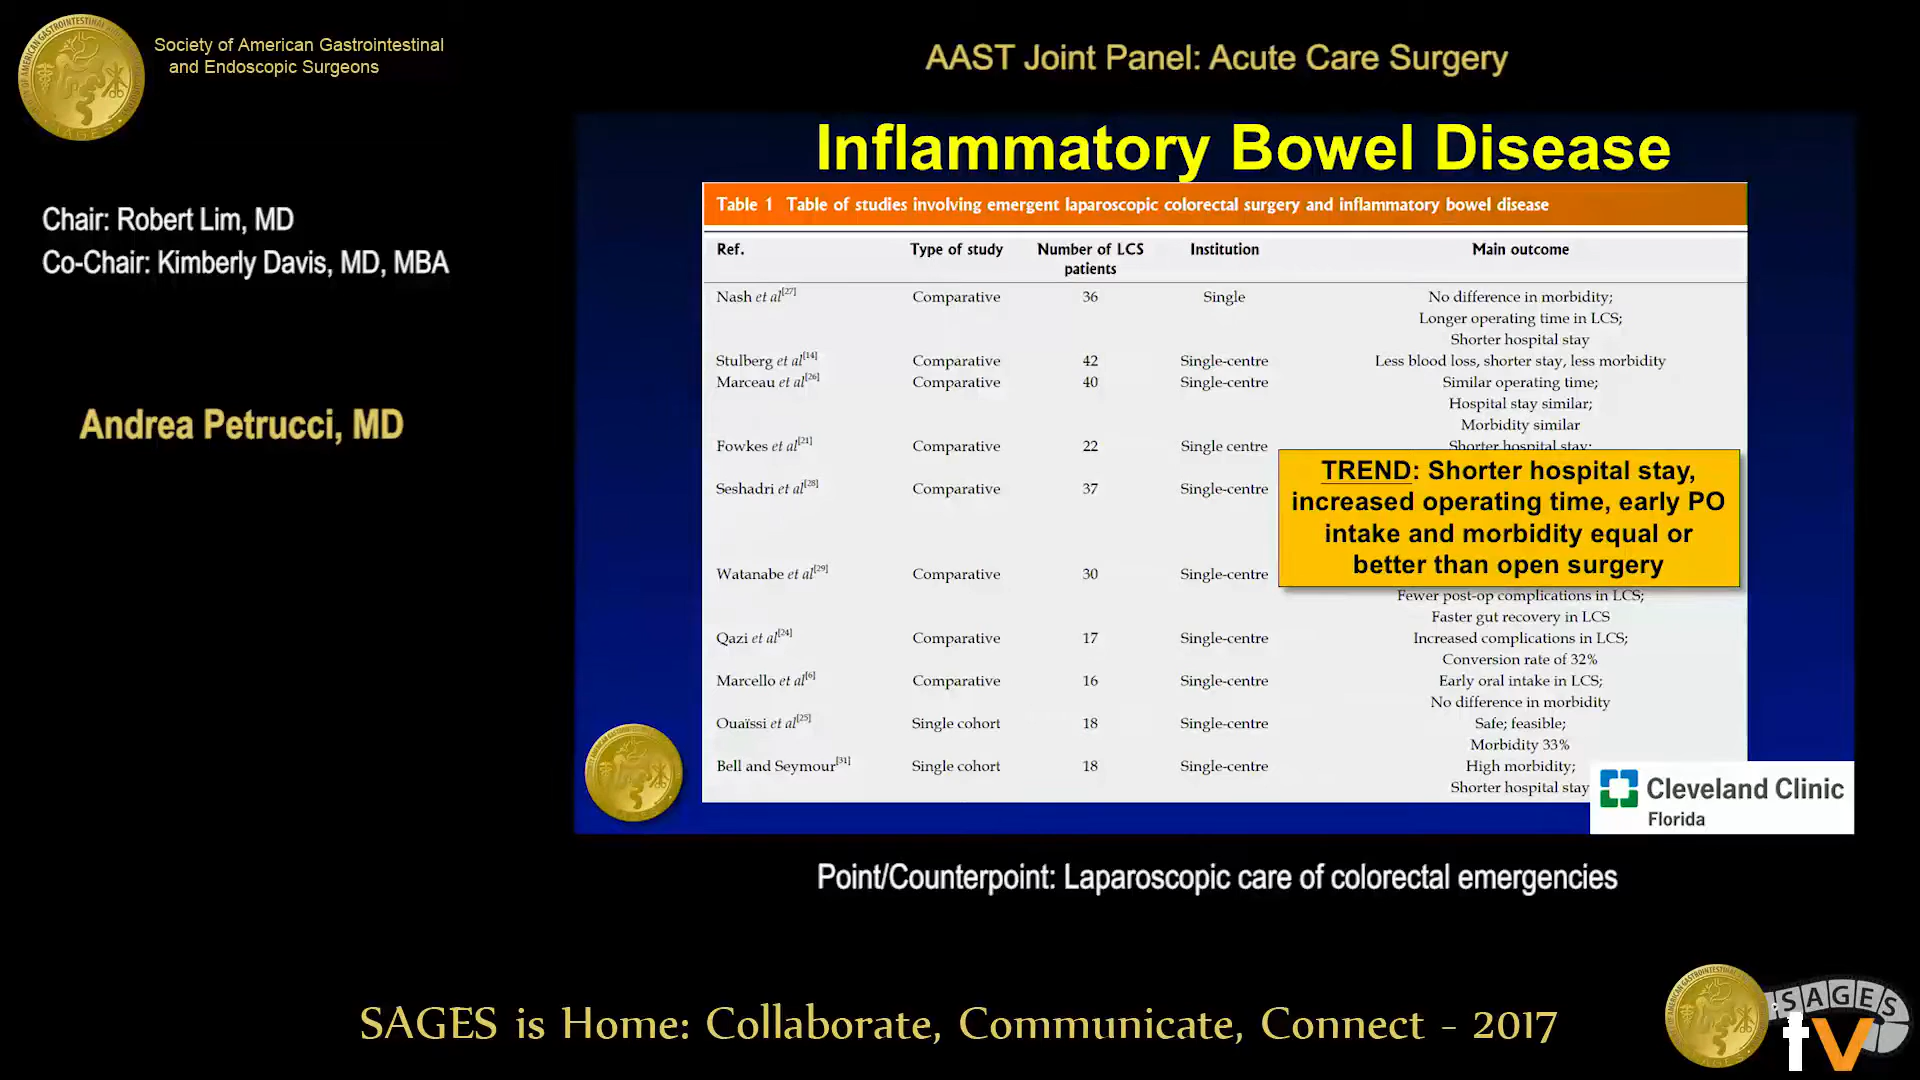 Society of American Gastrointestinal
and Endoscopic Surgeons
AAST Joint Panel: Acute Care Surgery
Chair: Robert Lim, MD
Co-Chair: Kimberly Davis, MD, MBA
Andrea Petrucci, MD
Inflammatory Bowel Disease
Table 1 Table of studies involving emergent laparoscopic colorectal surgery and inflammatory bowel disease
Ref. Type of study Number of LCS patients Institution Main outcome
Nash et al[27] Comparative 36 Single No difference in morbidity;
Longer operating time in LCS;
Shorter hospital stay
Stulberg et al[14] Comparative 42 Single-centre Less blood loss, shorter stay, less morbidity
Marceau et al[26] Comparative 40 Single-centre Similar operating time;
Hospital stay similar;
Morbidity similar
Fowkes et al[21] Comparative 22 Single centre Shorter hospital stay;
Seshadri et al[28] Comparative 37 Single-centre
TREND: Shorter hospital stay,
increased operating time, early PO
intake and morbidity equal or
better than open surgery
Watanabe et al[29] Comparative 30 Single-centre
Fewer post-op complications in LCS;
Faster gut recovery in LCS
Qazi et al[24] Comparative 17 Single-centre Increased complications in LCS;
Conversion rate of 32%
Marcello et al[6] Comparative 16 Single-centre Early oral intake in LCS;
No difference in morbidity
Ouaïssi et al[25] Single cohort 18 Single-centre Safe; feasible;
Morbidity 33%
Bell and Seymour[31] Single cohort 18 Single-centre High morbidity;
Shorter hospital stay
Cleveland Clinic
Florida
Point/Counterpoint: Laparoscopic care of colorectal emergencies
SAGES is Home: Collaborate, Communicate, Connect - 2017
SAGES
tv